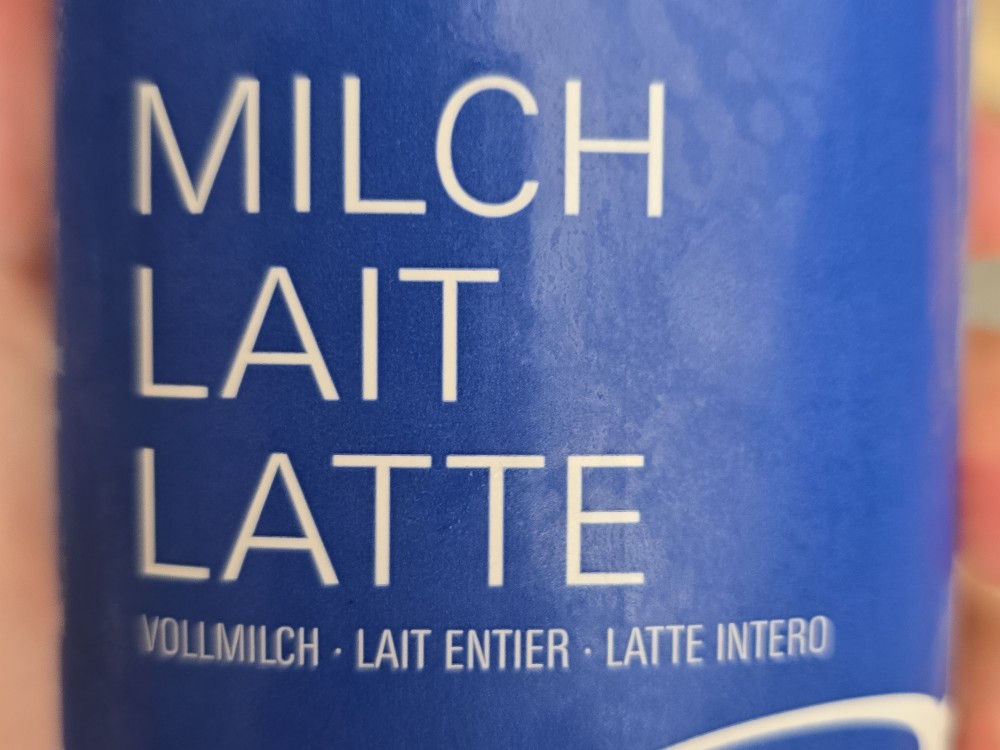 MILCH
LAIT
LATTE
VOLLMILCH · LAIT ENTIER · LATTE INTERO